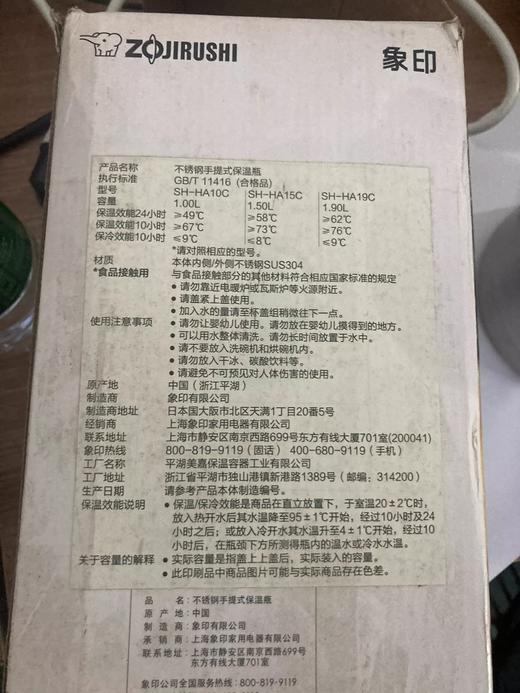 ZOJIRUSHI 象印
产品名称 不锈钢手提式保温瓶
执行标准 GB/T 11416 (合格品)
型号 SH-HA10C SH-HA15C SH-HA19C
容量 1.00L 1.50L 1.90L
保温效能24小时 ≥49℃ ≥58℃ ≥62℃
保温效能10小时 ≥67℃ ≥73℃ ≥76℃
保冷效能10小时 ≤9℃ ≤8℃ ≤9℃
*请对照相应的型号。
材质 本体内侧/外侧不锈钢SUS304
*食品接触用 与食品接触部分的其他材料符合相应国家标准的规定
使用注意事项
• 请勿靠近电暖炉或瓦斯炉等火源附近。
• 请盖紧上盖使用。
• 加入水的量请至杯盖组稍微往下一点。
• 请勿让婴幼儿使用。请勿放在婴幼儿摸得到的地方。
• 可以用水整体清洗。请勿长时间放置于水中。
• 请不要放入洗碗机和烘碗机内。
• 请勿放入干冰、碳酸饮料等。
• 请避免不可预见对人体伤害的使用。
原产地 中国（浙江平湖）
制造商 象印有限公司
制造商地址 日本国大阪市北区天满1丁目20番5号
经销商 上海象印家用电器有限公司
联系地址 上海市静安区南京西路699号东方有线大厦701室(200041)
象印热线 800-819-9119（固话） 400-680-9119（手机）
工厂名称 平湖美嘉保温容器工业有限公司
工厂地址 浙江省平湖市独山港镇新港路1389号（邮编：314200）
生产日期 请参考产品本体制造编号。
保温效能说明 • 保温/保冷效能是商品在直立放置下，于室温20±2℃时，
放入热开水后其水温降至95±1℃开始，经过10小时及24
小时之后；或放入冷开水其水温升至4±1℃开始，经过10
小时后，在瓶颈下方所测得瓶内的温水或冷水水温。
关于容量的解释 • 实际容量是指盖上上盖后，实际装入的容量。
• 此印刷品中商品图片可能与实际商品存在色差。
品 名：不锈钢手提式保温瓶
原 产 地：中国
制 造 商：象印有限公司
承 销 商：上海象印家用电器有限公司
联系地址：上海市静安区南京西路699号
东方有线大厦701室
象印公司全国服务热线：800-819-9119